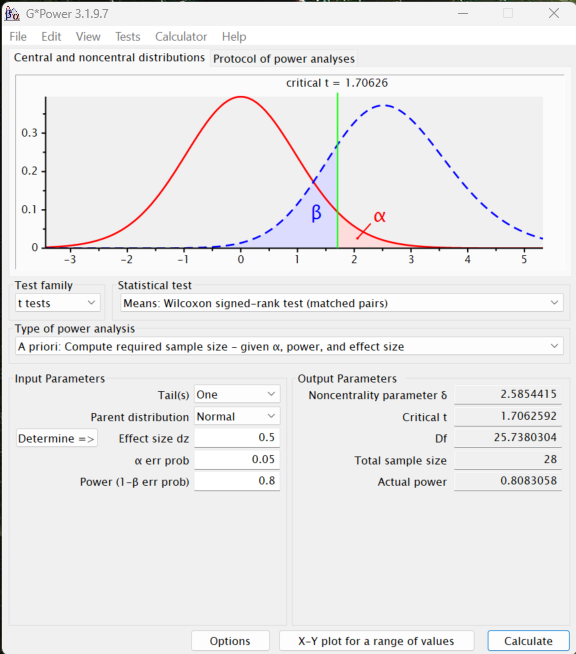 G*Power 3.1.9.7
File Edit View Tests Calculator Help
Central and noncentral distributions Protocol of power analyses
critical t = 1.70626
0.3
0.2
0.1
0
β
α
−3 −2 −1 0 1 2 3 4 5
Test family
t tests
Statistical test
Means: Wilcoxon signed-rank test (matched pairs)
Type of power analysis
A priori: Compute required sample size – given α, power, and effect size
Input Parameters
Tail(s) One
Parent distribution Normal
Determine => Effect size dz 0.5
α err prob 0.05
Power (1−β err prob) 0.8
Output Parameters
Noncentrality parameter δ 2.5854415
Critical t 1.7062592
Df 25.7380304
Total sample size 28
Actual power 0.8083058
Options X-Y plot for a range of values Calculate